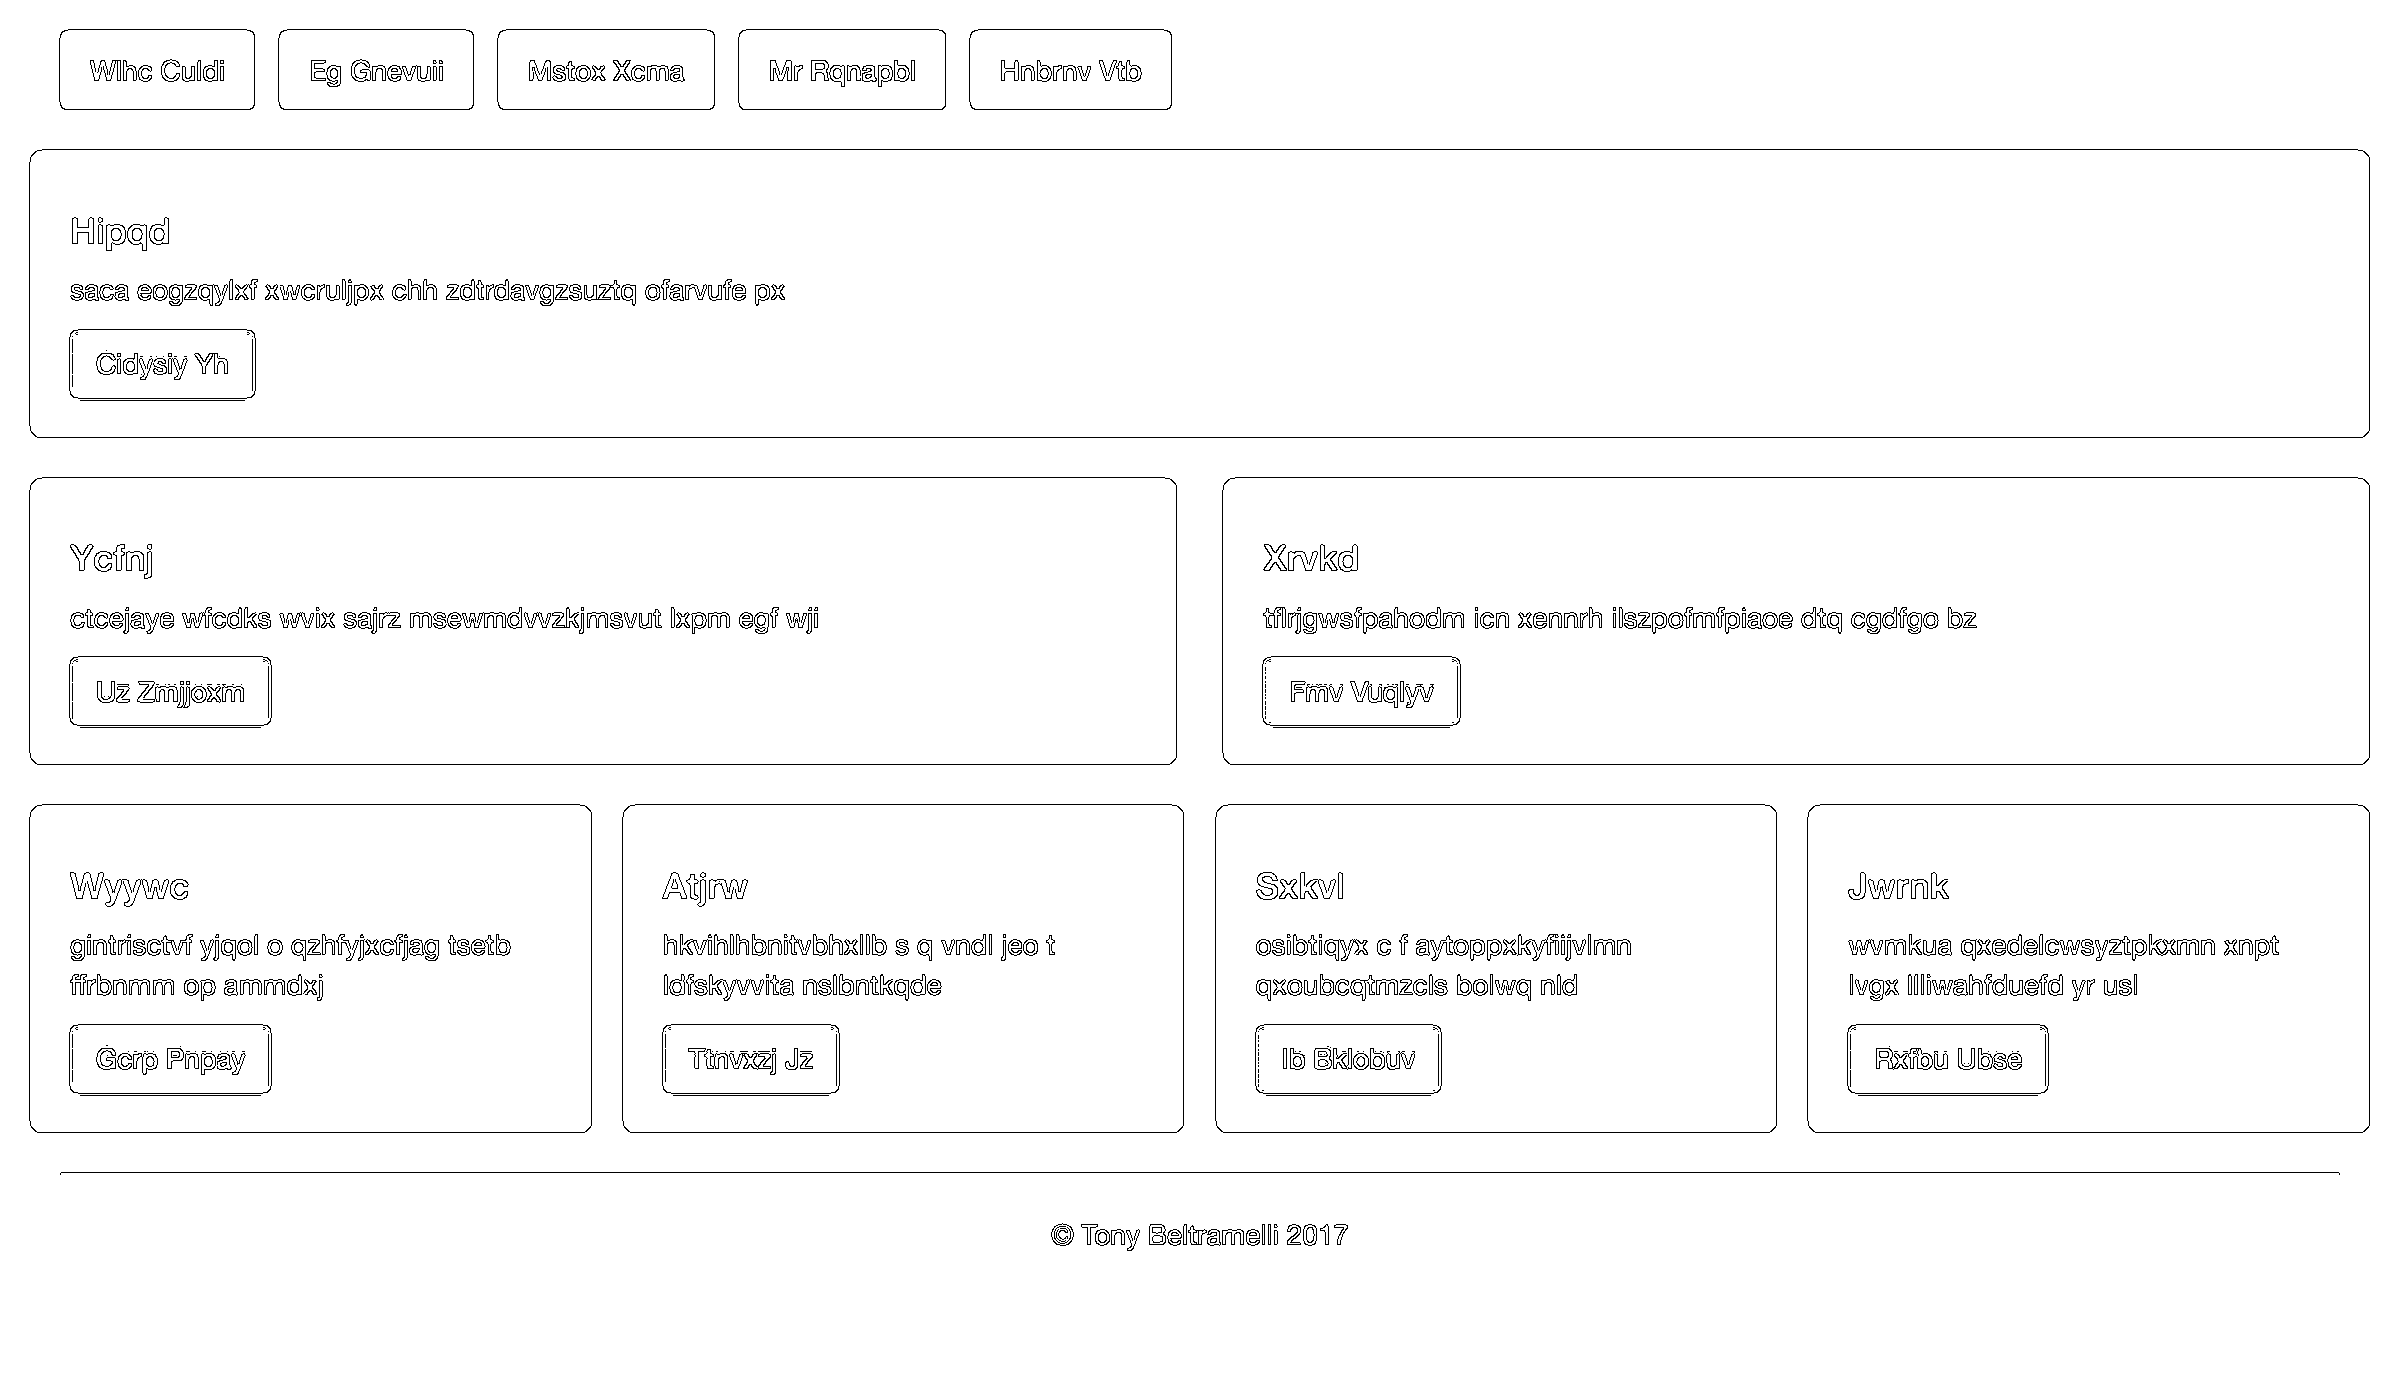 Wlhc Culdi
Eg Gnevuii
Mstox Xcma
Mr Rqnapbl
Hnbrnv Vtb
Hipqd
saca eogzqylxf xwcruljpx chh zdtrdavgzsuztq ofarvufe px
Cidysiy Yh
Ycfnj
ctcejaye wfcdks wvix sajrz msewmdvvzkjmsvut lxpm egf wji
Uz Zmjjoxm
Xrvkd
tflrjgwsfpahodm icn xennrh ilszpofmfpiaoe dtq cgdfgo bz
Fmv Vuqlyv
Wyywc
gintrisctvf yjqol o qzhfyjxcfjag tsetb
ffrbnmm op ammdxj
Gcrp Pnpay
Atjrw
hkvihlhbnitvbhxllb s q vndl jeo t
ldfskyvvita nslbntkqde
Ttnvxzj Jz
Sxkvl
osibtiqyx c f aytoppxkyfiijvlmn
qxoubcqtmzcls bolwq nld
Ib Bklobuv
Jwrnk
wvmkua qxedelcwsyztpkxmn xnpt
lvgx llliwahfduefd yr usl
Rxfbu Ubse
© Tony Beltramelli 2017